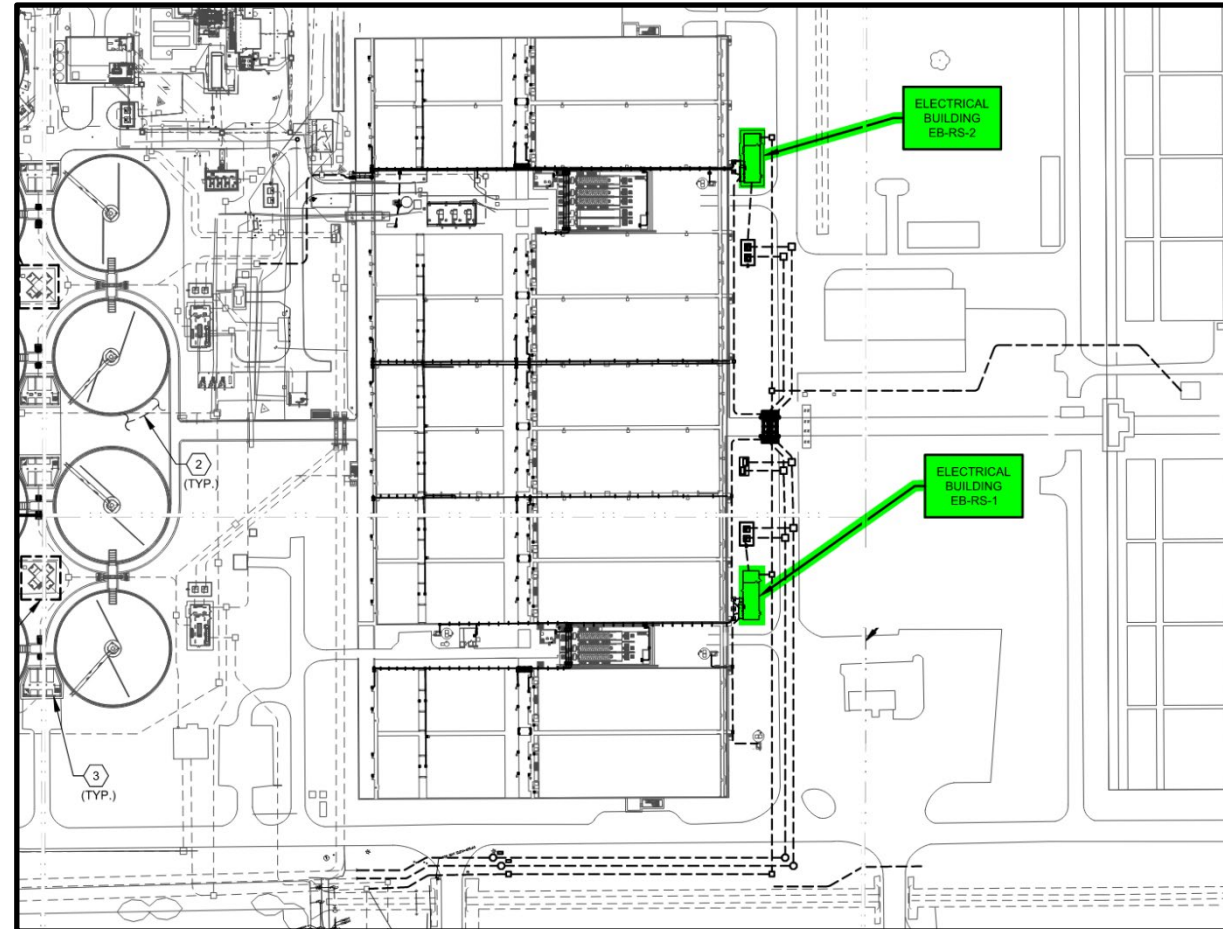 ELECTRICAL
BUILDING
EB-RS-2
2
(TYP.)
ELECTRICAL
BUILDING
EB-RS-1
3
(TYP.)